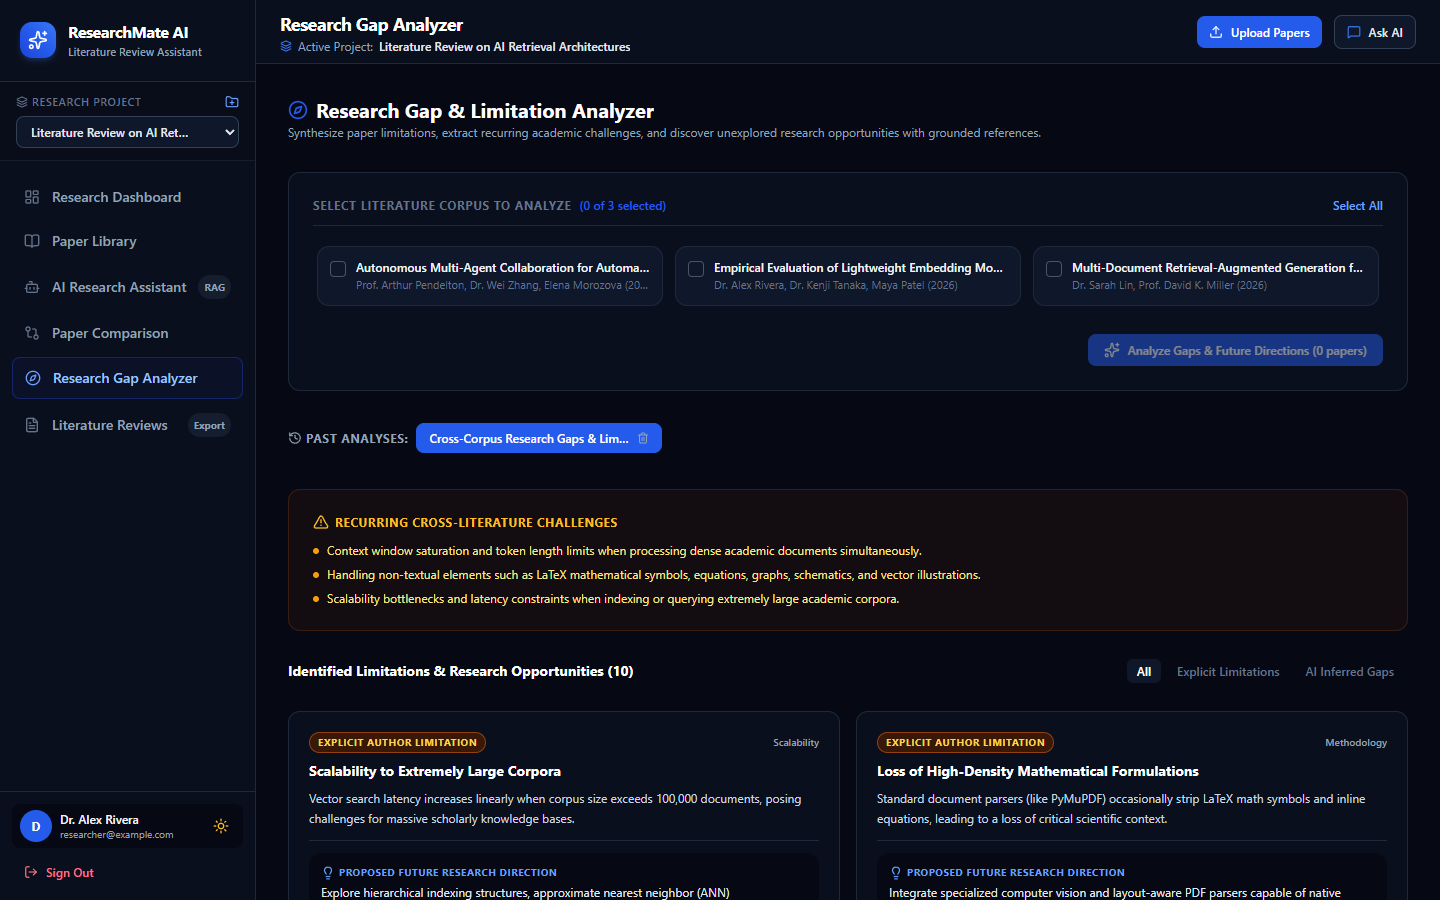 ResearchMate AI
Literature Review Assistant
RESEARCH PROJECT
Literature Review on AI Ret...
Research Dashboard
Paper Library
AI Research Assistant RAG
Paper Comparison
Research Gap Analyzer
Literature Reviews Export
D
Dr. Alex Rivera
researcher@example.com
Sign Out
Research Gap Analyzer
Active Project: Literature Review on AI Retrieval Architectures
Upload Papers
Ask AI
Research Gap & Limitation Analyzer
Synthesize paper limitations, extract recurring academic challenges, and discover unexplored research opportunities with grounded references.
SELECT LITERATURE CORPUS TO ANALYZE (0 of 3 selected)
Select All
Autonomous Multi-Agent Collaboration for Automa...
Prof. Arthur Pendelton, Dr. Wei Zhang, Elena Morozova (20...
Empirical Evaluation of Lightweight Embedding Mo...
Dr. Alex Rivera, Dr. Kenji Tanaka, Maya Patel (2026)
Multi-Document Retrieval-Augmented Generation f...
Dr. Sarah Lin, Prof. David K. Miller (2026)
Analyze Gaps & Future Directions (0 papers)
PAST ANALYSES:
Cross-Corpus Research Gaps & Lim...
RECURRING CROSS-LITERATURE CHALLENGES
Context window saturation and token length limits when processing dense academic documents simultaneously.
Handling non-textual elements such as LaTeX mathematical symbols, equations, graphs, schematics, and vector illustrations.
Scalability bottlenecks and latency constraints when indexing or querying extremely large academic corpora.
Identified Limitations & Research Opportunities (10)
All
Explicit Limitations
AI Inferred Gaps
EXPLICIT AUTHOR LIMITATION
Scalability
Scalability to Extremely Large Corpora
Vector search latency increases linearly when corpus size exceeds 100,000 documents, posing
challenges for massive scholarly knowledge bases.
PROPOSED FUTURE RESEARCH DIRECTION
Explore hierarchical indexing structures, approximate nearest neighbor (ANN)
EXPLICIT AUTHOR LIMITATION
Methodology
Loss of High-Density Mathematical Formulations
Standard document parsers (like PyMuPDF) occasionally strip LaTeX math symbols and inline
equations, leading to a loss of critical scientific context.
PROPOSED FUTURE RESEARCH DIRECTION
Integrate specialized computer vision and layout-aware PDF parsers capable of native